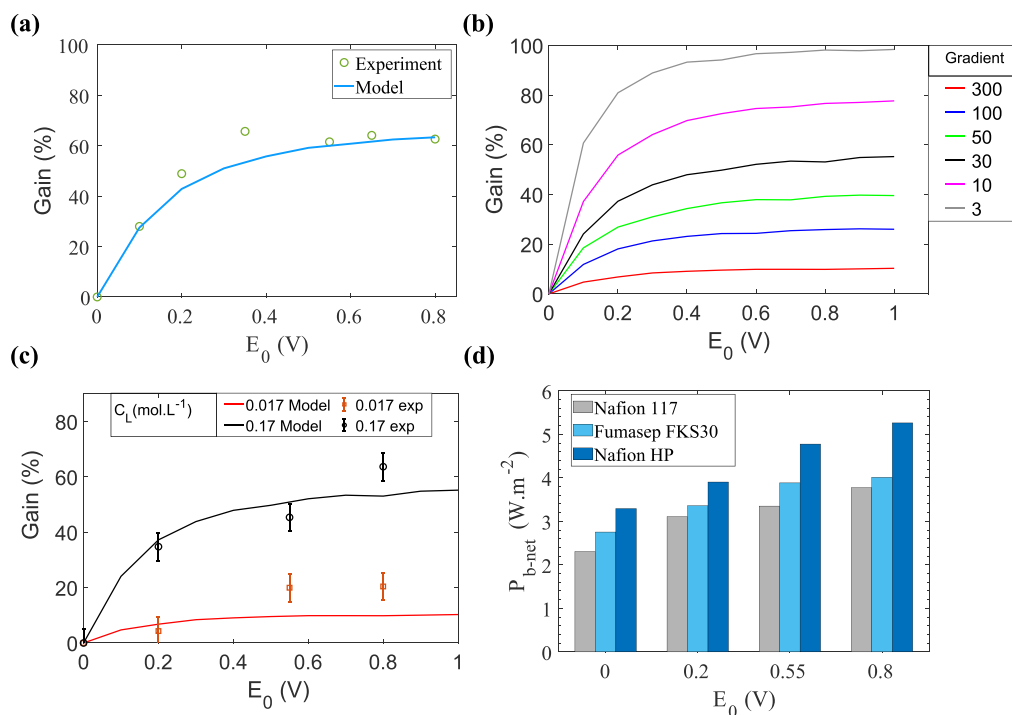 (a)
100
80
60
40
20
0
Gain (%)
Experiment
Model
0 0.2 0.4 0.6 0.8
E0 (V)
(b)
100
80
60
40
20
0
Gain (%)
0 0.2 0.4 0.6 0.8 1
E0 (V)
Gradient
300
100
50
30
10
3
(c)
80
60
40
20
0
Gain (%)
CL(mol.L-1)
0.017 Model 0.017 exp
0.17 Model 0.17 exp
0 0.2 0.4 0.6 0.8 1
E0 (V)
(d)
6
5
4
3
2
1
0
Pb-net (W.m-2)
Nafion 117
Fumasep FKS30
Nafion HP
0 0.2 0.55 0.8
E0 (V)